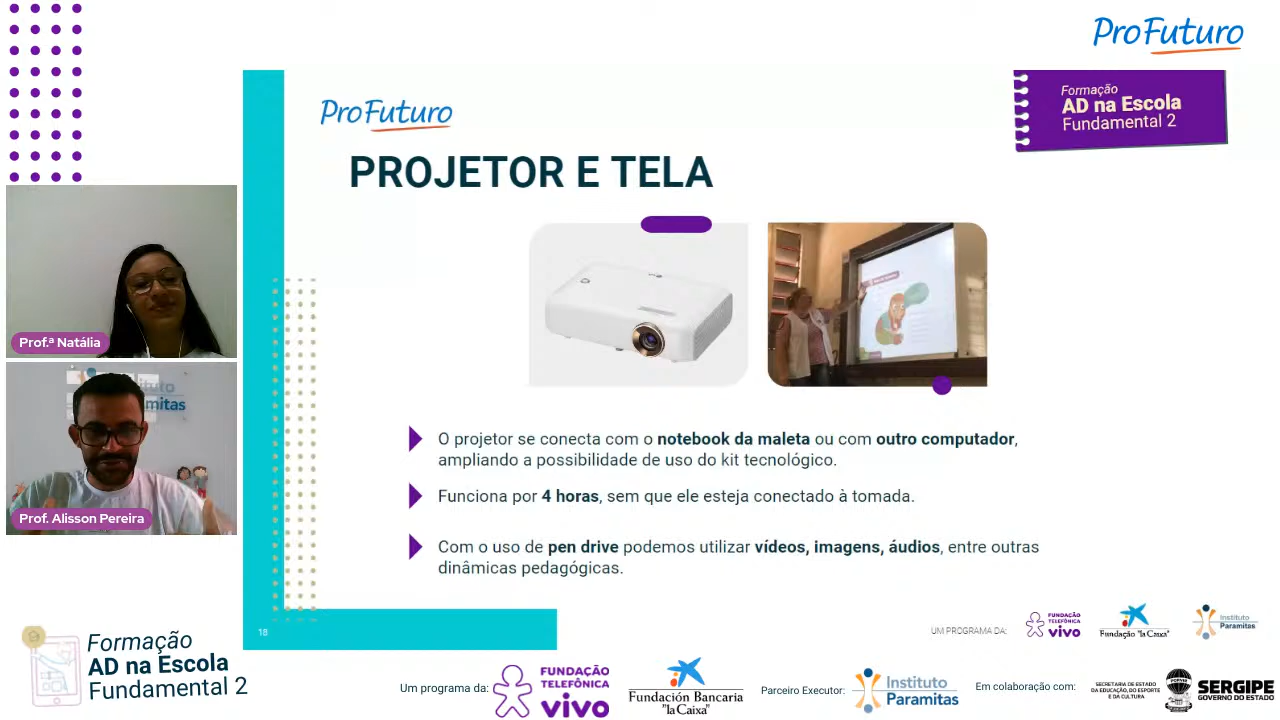 ProFuturo
Formação
AD na Escola
Fundamental 2
ProFuturo
PROJETOR E TELA
Prof.ª Natália
Instituto
Paramitas
Prof. Alisson Pereira
O projetor se conecta com o notebook da maleta ou com outro computador,
ampliando a possibilidade de uso do kit tecnológico.
Funciona por 4 horas, sem que ele esteja conectado à tomada.
Com o uso de pen drive podemos utilizar vídeos, imagens, áudios, entre outras
dinâmicas pedagógicas.
18
UM PROGRAMA DA:
FUNDAÇÃO
TELEFÔNICA
vivo
Fundação "la Caixa"
Instituto
Paramitas
Formação
AD na Escola
Fundamental 2
Um programa da:
FUNDAÇÃO
TELEFÔNICA
vivo
Fundación Bancaria
"la Caixa"
Parceiro Executor:
Instituto
Paramitas
Em colaboração com:
SECRETARIA DE ESTADO
DA EDUCAÇÃO, DO ESPORTE
E DA CULTURA
SERGIPE
GOVERNO DO ESTADO